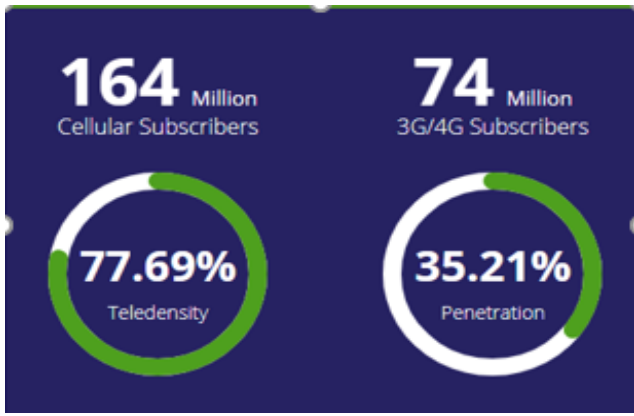 164 Million
Cellular Subscribers
77.69%
Teledensity
74 Million
3G/4G Subscribers
35.21%
Penetration